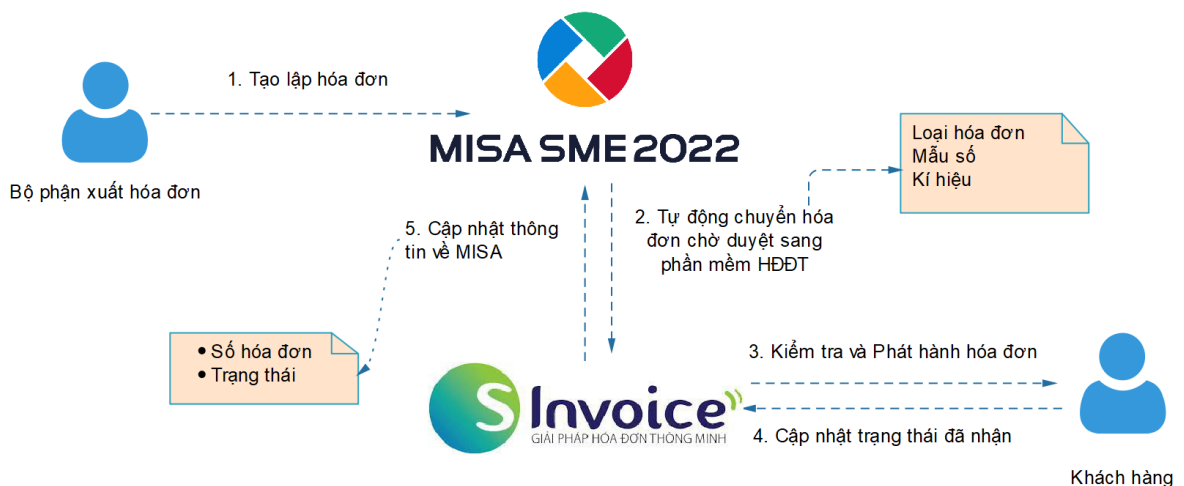 1. Tạo lập hóa đơn
MISA SME 2022
Bộ phận xuất hóa đơn
Loại hóa đơn
Mẫu số
Kí hiệu
2. Tự động chuyển hóa
đơn chờ duyệt sang
phần mềm HĐĐT
5. Cập nhật thông
tin về MISA
• Số hóa đơn
• Trạng thái
3. Kiểm tra và Phát hành hóa đơn
S Invoice
GIẢI PHÁP HÓA ĐƠN THÔNG MINH
4. Cập nhật trạng thái đã nhận
Khách hàng